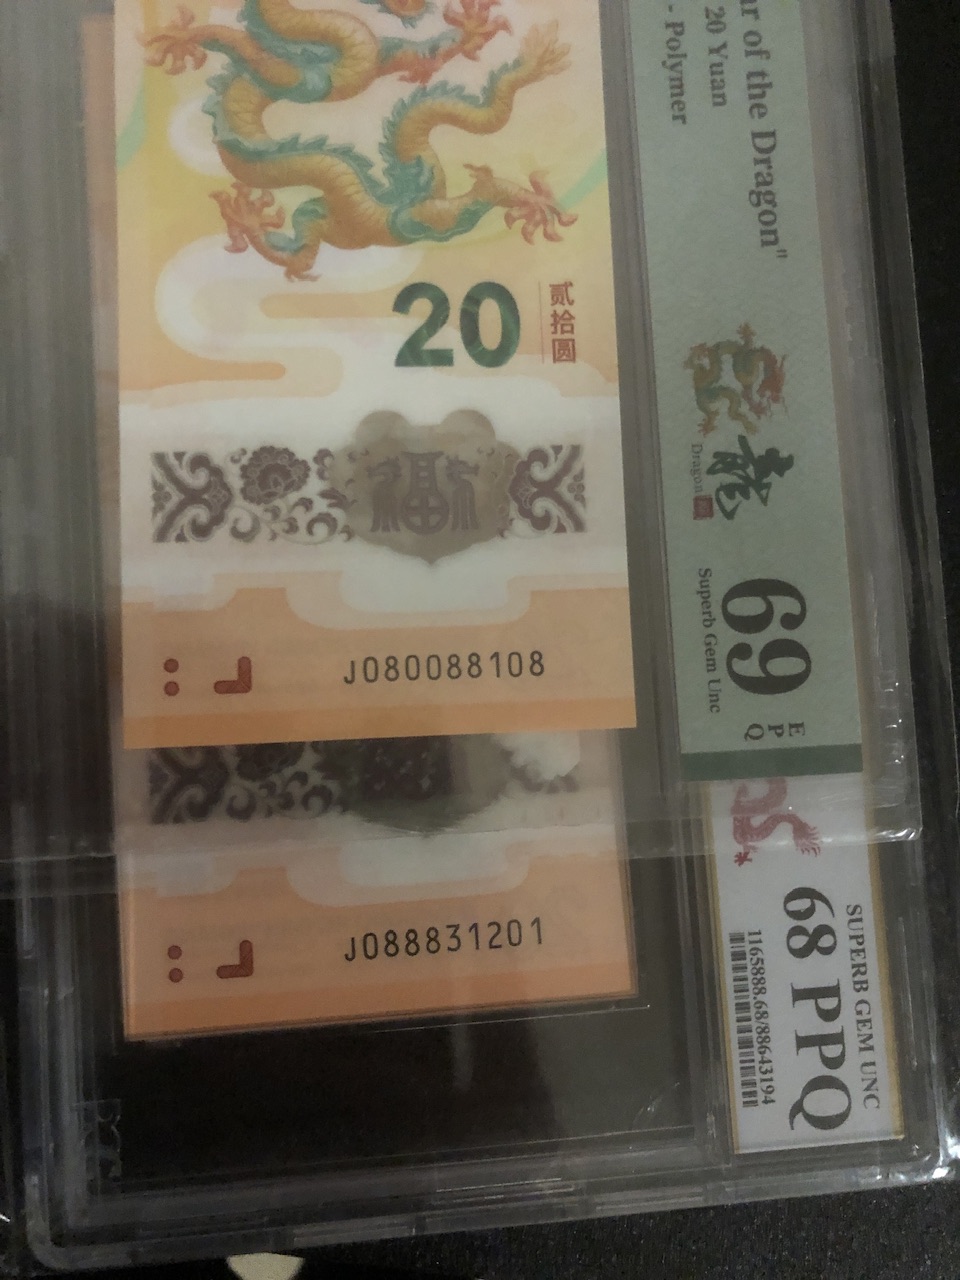 ar of the Dragon"
20 Yuan
- Polymer
20
贰拾圆
福
龍
Dragon
69
EPQ
Superb Gem Unc
J080088108
J088831201
SUPERB GEM UNC
68 PPQ
1165888.68/88643194